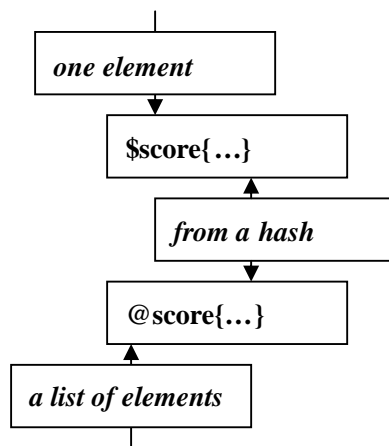 one element
$score{…}
from a hash
@score{…}
a list of elements